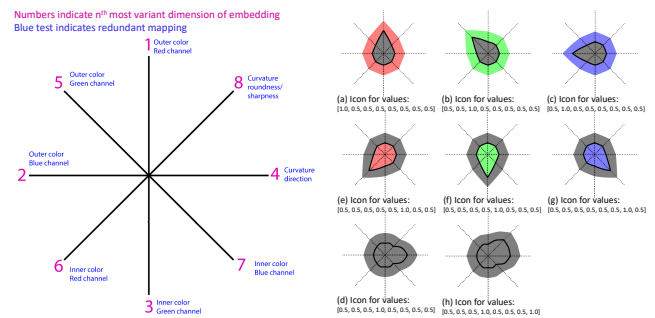 Numbers indicate nth most variant dimension of embedding
Blue test indicates redundant mapping
1 Outer color
Red channel
5 Outer color
Green channel
8 Curvature
roundness/
sharpness
2 Outer color
Blue channel
4 Curvature
direction
6 Inner color
Red channel
7 Inner color
Blue channel
3 Inner color
Green channel
(a) Icon for values:
[1.0, 0.5, 0.5, 0.5, 0.5, 0.5, 0.5, 0.5]
(b) Icon for values:
[0.5, 0.5, 1.0, 0.5, 0.5, 0.5, 0.5, 0.5]
(c) Icon for values:
[0.5, 1.0, 0.5, 0.5, 0.5, 0.5, 0.5, 0.5]
(e) Icon for values:
[0.5, 0.5, 0.5, 0.5, 0.5, 1.0, 0.5, 0.5]
(f) Icon for values:
[0.5, 0.5, 0.5, 1.0, 0.5, 0.5, 0.5, 0.5]
(g) Icon for values:
[0.5, 0.5, 0.5, 0.5, 0.5, 0.5, 1.0, 0.5]
(d) Icon for values:
[0.5, 0.5, 0.5, 1.0, 0.5, 0.5, 0.5, 0.5]
(h) Icon for values:
[0.5, 0.5, 0.5, 0.5, 0.5, 0.5, 0.5, 1.0]